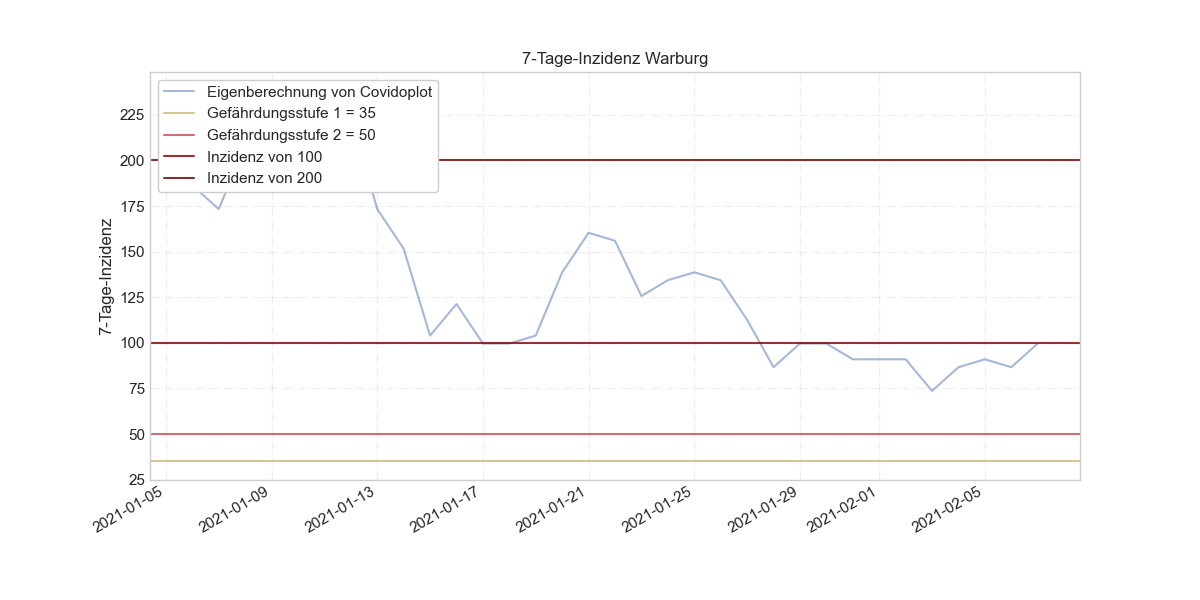 7-Tage-Inzidenz Warburg
Eigenberechnung von Covidoplot
Gefährdungsstufe 1 = 35
Gefährdungsstufe 2 = 50
Inzidenz von 100
Inzidenz von 200
7-Tage-Inzidenz
225
200
175
150
125
100
75
50
25
2021-01-05
2021-01-09
2021-01-13
2021-01-17
2021-01-21
2021-01-25
2021-01-29
2021-02-01
2021-02-05